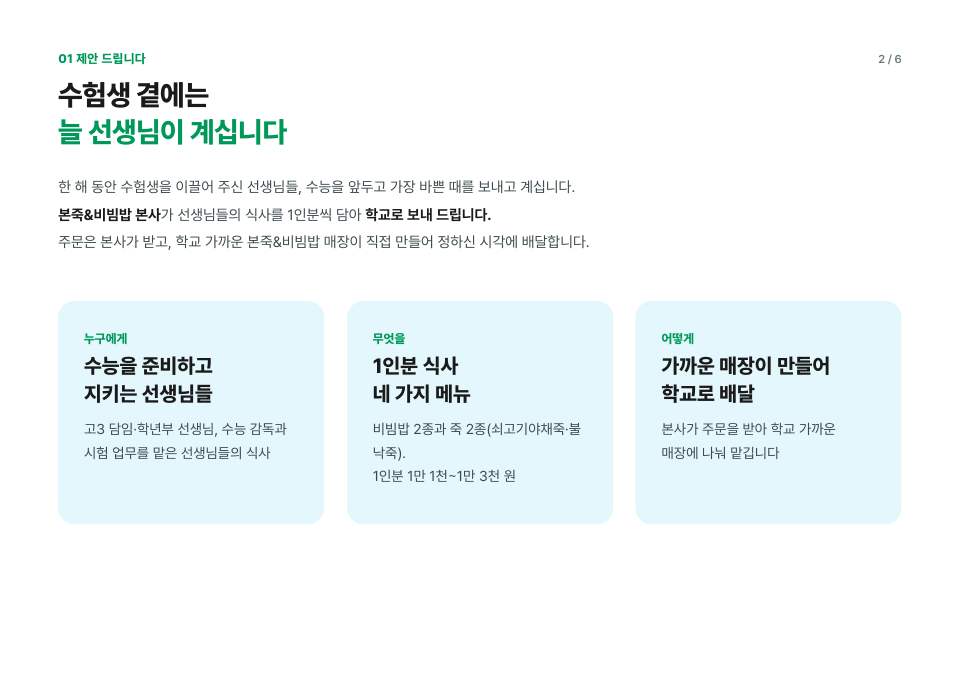 01 제안 드립니다
2 / 6
수험생 곁에는
늘 선생님이 계십니다
한 해 동안 수험생을 이끌어 주신 선생님들, 수능을 앞두고 가장 바쁜 때를 보내고 계십니다.
본죽&비빔밥 본사가 선생님들의 식사를 1인분씩 담아 학교로 보내 드립니다.
주문은 본사가 받고, 학교 가까운 본죽&비빔밥 매장이 직접 만들어 정하신 시각에 배달합니다.
누구에게
수능을 준비하고
지키는 선생님들
고3 담임·학년부 선생님, 수능 감독과
시험 업무를 맡은 선생님들의 식사
무엇을
1인분 식사
네 가지 메뉴
비빔밥 2종과 죽 2종(쇠고기야채죽·불
낙죽).
1인분 1만 1천~1만 3천 원
어떻게
가까운 매장이 만들어
학교로 배달
본사가 주문을 받아 학교 가까운
매장에 나눠 맡깁니다